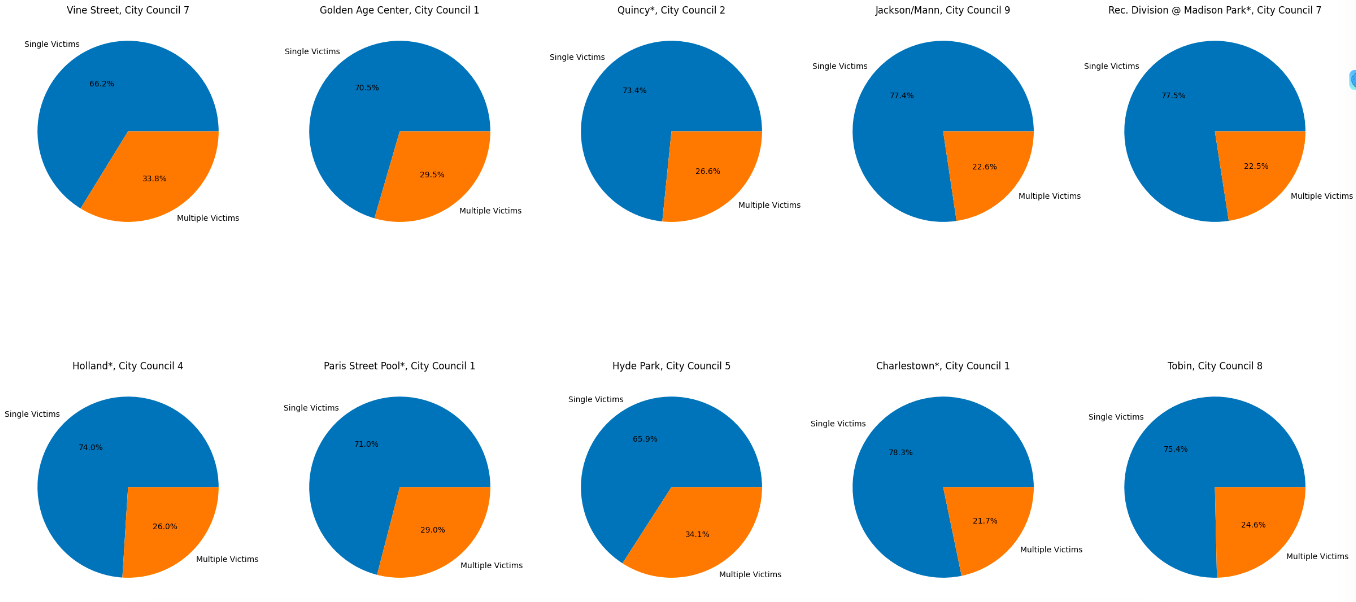 Vine Street, City Council 7
Single Victims
66.2%
33.8%
Multiple Victims
Golden Age Center, City Council 1
Single Victims
70.5%
29.5%
Multiple Victims
Quincy*, City Council 2
Single Victims
73.4%
26.6%
Multiple Victims
Jackson/Mann, City Council 9
Single Victims
77.4%
22.6%
Multiple Victims
Rec. Division @ Madison Park*, City Council 7
Single Victims
77.5%
22.5%
Multiple Victims
Holland*, City Council 4
Single Victims
74.0%
26.0%
Multiple Victims
Paris Street Pool*, City Council 1
Single Victims
71.0%
29.0%
Multiple Victims
Hyde Park, City Council 5
Single Victims
65.9%
34.1%
Multiple Victims
Charlestown*, City Council 1
Single Victims
78.3%
21.7%
Multiple Victims
Tobin, City Council 8
Single Victims
75.4%
24.6%
Multiple Victims